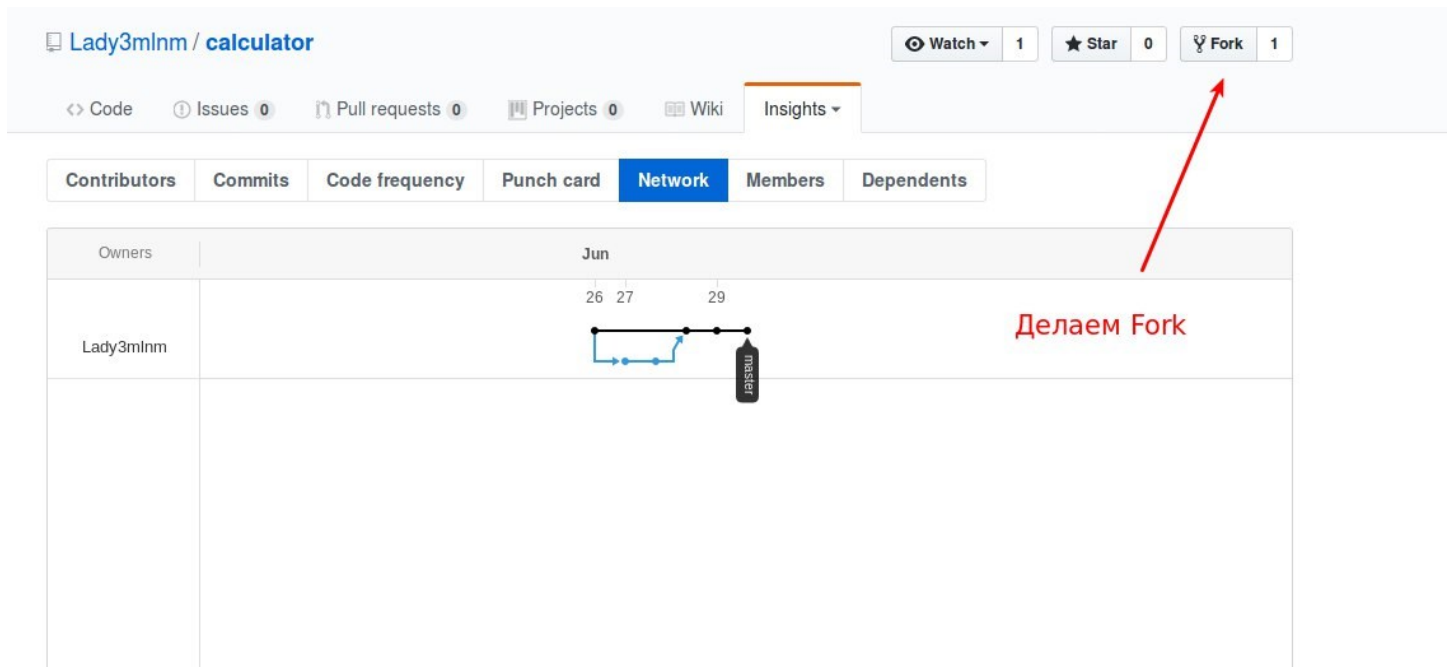 Lady3mlnm / calculator
Watch 1 Star 0 Fork 1
Code Issues 0 Pull requests 0 Projects 0 Wiki Insights
Contributors Commits Code frequency Punch card Network Members Dependents
Owners Jun
26 27 29
Делаем Fork
Lady3mlnm
master